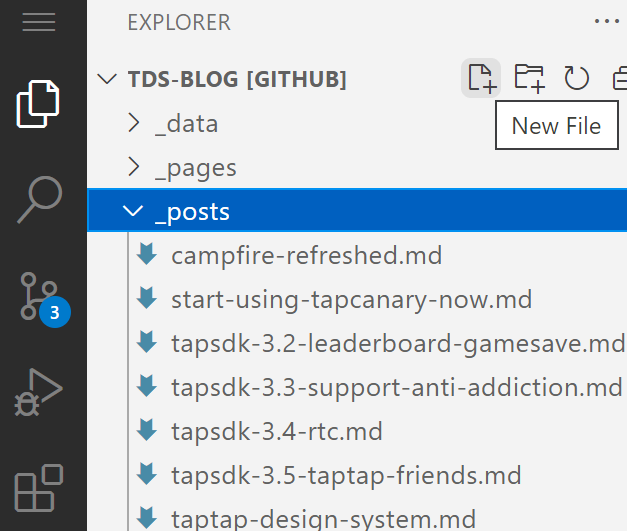 EXPLORER
TDS-BLOG [GITHUB]
New File
_data
_pages
_posts
campfire-refreshed.md
start-using-tapcanary-now.md
3
tapsdk-3.2-leaderboard-gamesave.md
tapsdk-3.3-support-anti-addiction.md
tapsdk-3.4-rtc.md
tapsdk-3.5-taptap-friends.md
taptap-design-system.md